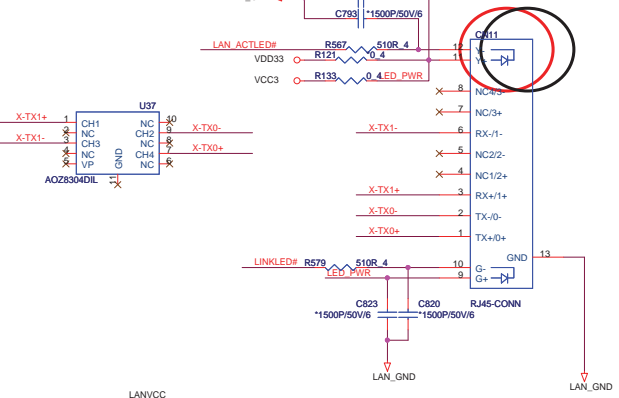 C793 *1500P/50V/6
CN11
LAN_ACTLED# R567 510R_4 12 Y-
VDD33 R121 *0_4 11 Y+
VCC3 R133 0_4 LED_PWR
8 NC4/3-
7 NC/3+
X-TX1- 6 RX-/1-
5 NC2/2-
4 NC1/2+
X-TX1+ 3 RX+/1+
X-TX0- 2 TX-/0-
X-TX0+ 1 TX+/0+
U37
X-TX1+ 1 CH1 NC 10
2 NC CH2 9 X-TX0-
X-TX1- 3 CH3 NC 8
4 NC CH4 7 X-TX0+
5 VP NC 6
GND
11
AOZ8304DIL
GND 13
LINKLED# R579 510R_4 10 G-
LED_PWR 9 G+
C823 C820 RJ45-CONN
*1500P/50V/6 *1500P/50V/6
LAN_GND
LAN_GND
LANVCC